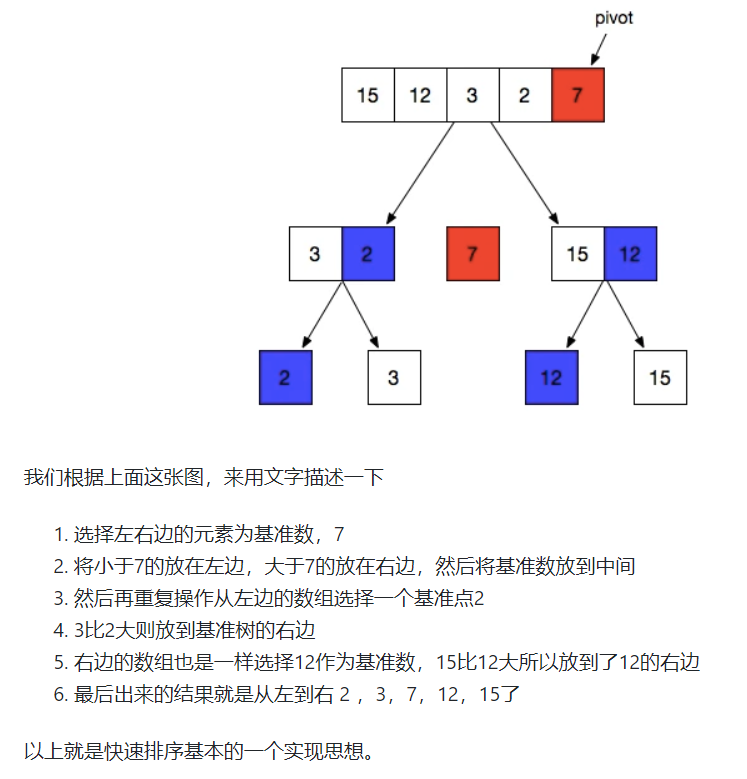 pivot
15 12 3 2 7
3 2 7 15 12
2 3 12 15
我们根据上面这张图，来用文字描述一下
1. 选择左右边的元素为基准数，7
2. 将小于7的放在左边，大于7的放在右边，然后将基准数放到中间
3. 然后再重复操作从左边的数组选择一个基准点2
4. 3比2大则放到基准树的右边
5. 右边的数组也是一样选择12作为基准数，15比12大所以放到了12的右边
6. 最后出来的结果就是从左到右 2 ，3，7，12，15了
以上就是快速排序基本的一个实现思想。